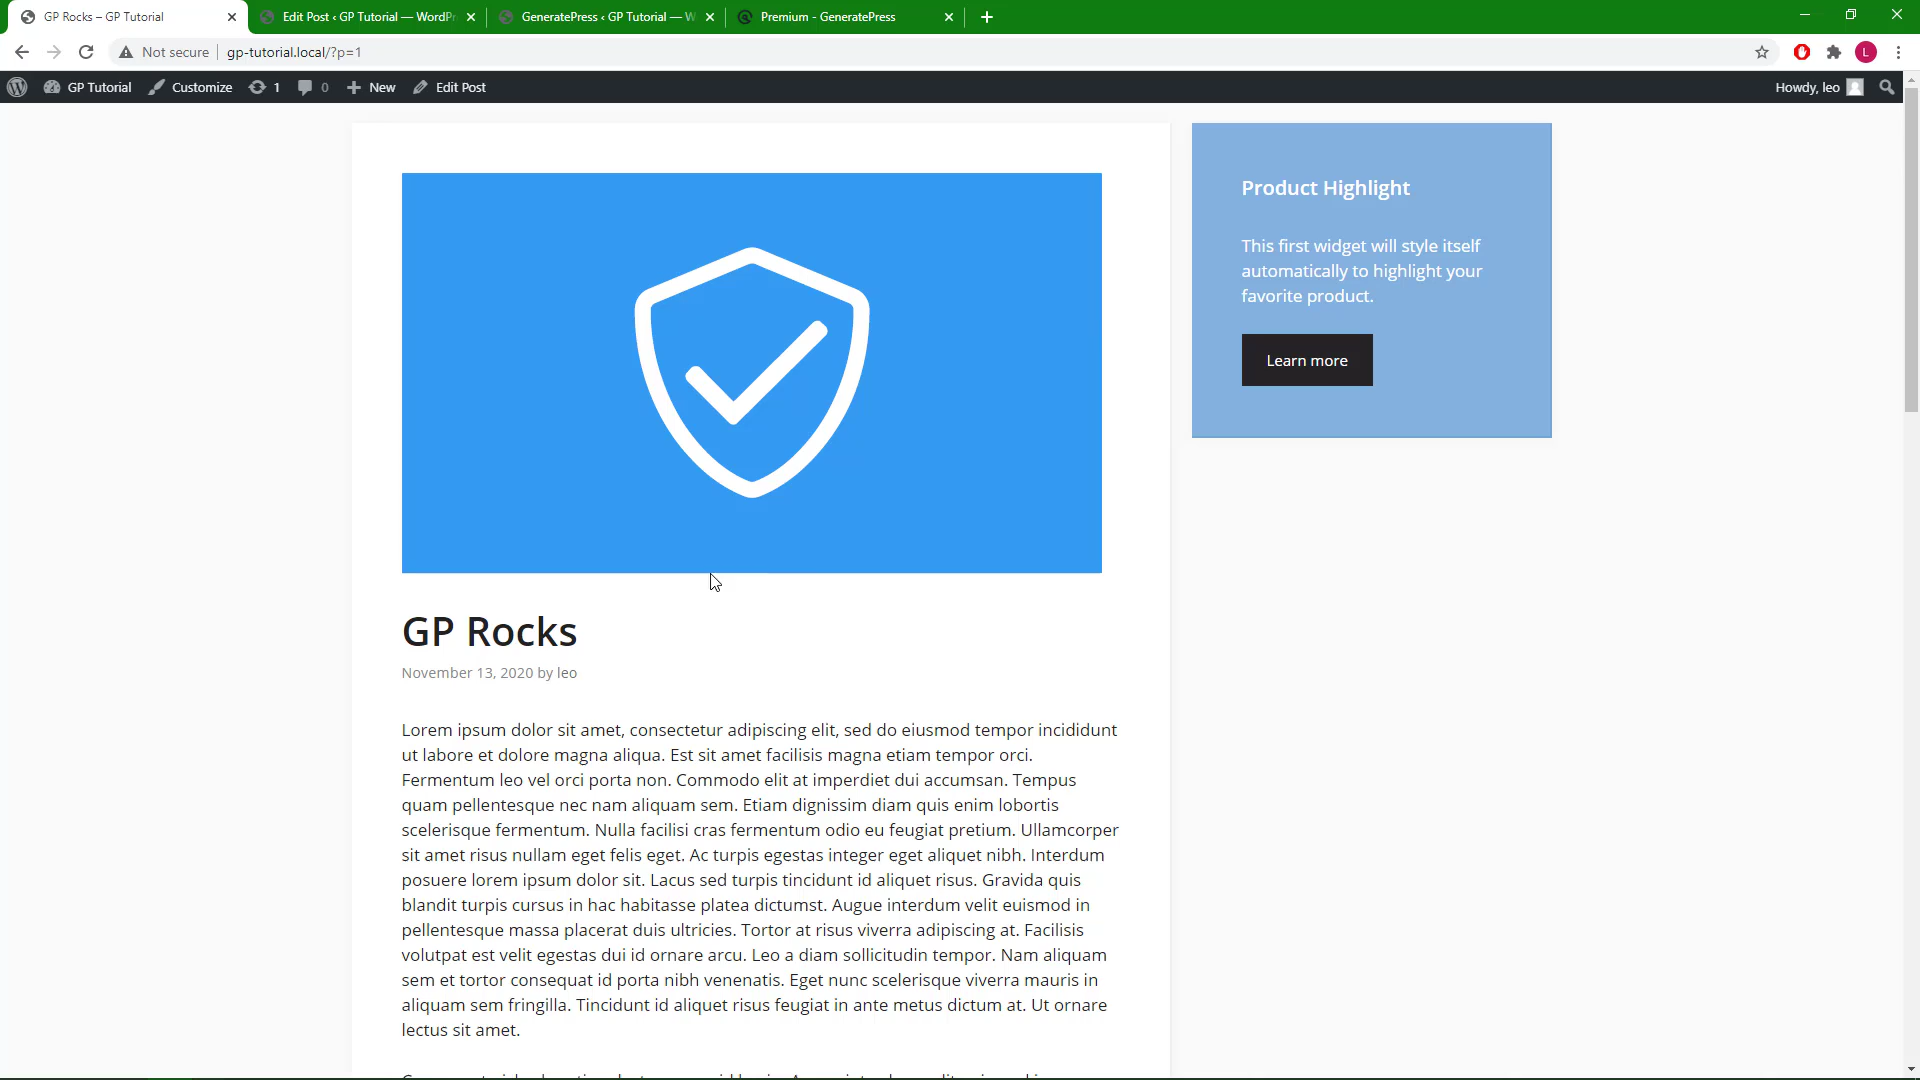 GP Rocks – GP Tutorial
Edit Post ‹ GP Tutorial — WordPr
GeneratePress ‹ GP Tutorial — W
Premium - GeneratePress
Not secure
gp-tutorial.local/?p=1
L
GP Tutorial
Customize
1
0
New
Edit Post
Howdy, leo
Product Highlight
This first widget will style itself
automatically to highlight your
favorite product.
Learn more
GP Rocks
November 13, 2020 by leo
Lorem ipsum dolor sit amet, consectetur adipiscing elit, sed do eiusmod tempor incididunt
ut labore et dolore magna aliqua. Est sit amet facilisis magna etiam tempor orci.
Fermentum leo vel orci porta non. Commodo elit at imperdiet dui accumsan. Tempus
quam pellentesque nec nam aliquam sem. Etiam dignissim diam quis enim lobortis
scelerisque fermentum. Nulla facilisi cras fermentum odio eu feugiat pretium. Ullamcorper
sit amet risus nullam eget felis eget. Ac turpis egestas integer eget aliquet nibh. Interdum
posuere lorem ipsum dolor sit. Lacus sed turpis tincidunt id aliquet risus. Gravida quis
blandit turpis cursus in hac habitasse platea dictumst. Augue interdum velit euismod in
pellentesque massa placerat duis ultricies. Tortor at risus viverra adipiscing at. Facilisis
volutpat est velit egestas dui id ornare arcu. Leo a diam sollicitudin tempor. Nam aliquam
sem et tortor consequat id porta nibh venenatis. Eget nunc scelerisque viverra mauris in
aliquam sem fringilla. Tincidunt id aliquet risus feugiat in ante metus dictum at. Ut ornare
lectus sit amet.